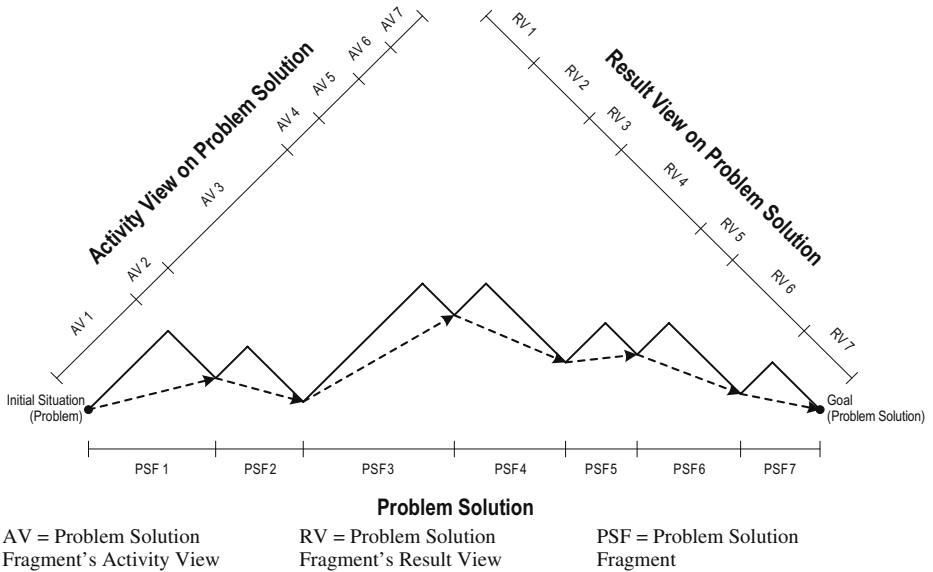 AV 7
AV 6
AV 5
AV 4
AV 3
AV 2
AV 1
Activity View on Problem Solution
RV 1
RV 2
RV 3
RV 4
RV 5
RV 6
RV 7
Result View on Problem Solution
Initial Situation
(Problem)
Goal
(Problem Solution)
PSF 1
PSF2
PSF3
PSF4
PSF5
PSF6
PSF7
Problem Solution
AV = Problem Solution
Fragment's Activity View
RV = Problem Solution
Fragment's Result View
PSF = Problem Solution
Fragment